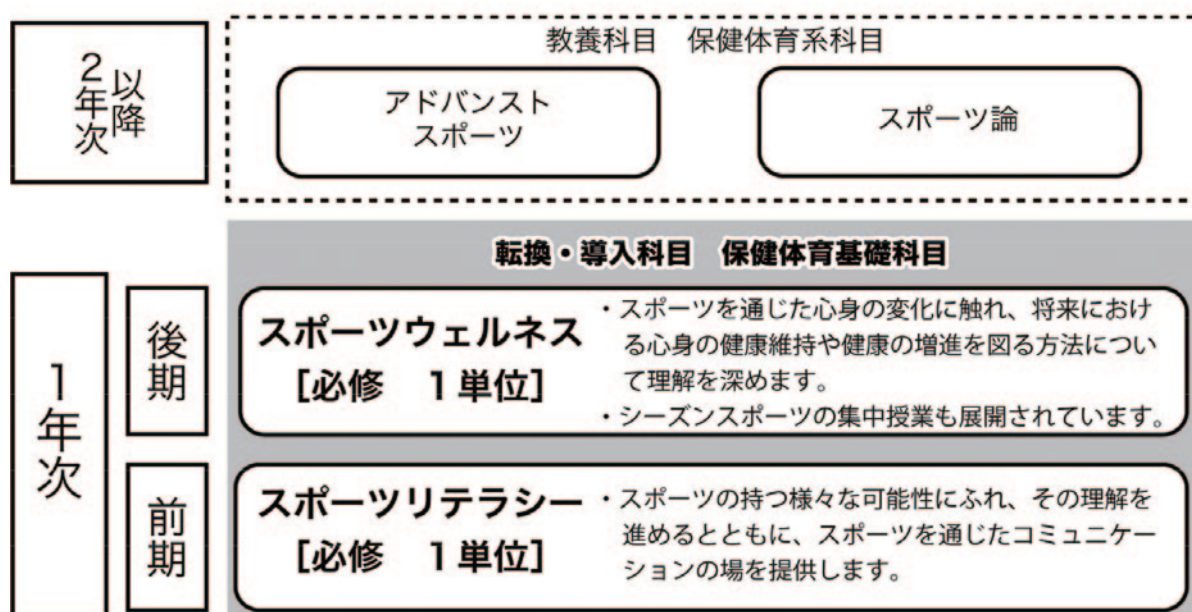 2年次
以降
教養科目　保健体育系科目
アドバンスト
スポーツ
スポーツ論
転換・導入科目　保健体育基礎科目
1年次
後期
スポーツウェルネス
［必修　1単位］
・スポーツを通じた心身の変化に触れ、将来におけ
る心身の健康維持や健康の増進を図る方法につい
て理解を深めます。
・シーズンスポーツの集中授業も展開されています。
前期
スポーツリテラシー
［必修　1単位］
・スポーツの持つ様々な可能性にふれ、その理解を
進めるとともに、スポーツを通じたコミュニケー
ションの場を提供します。